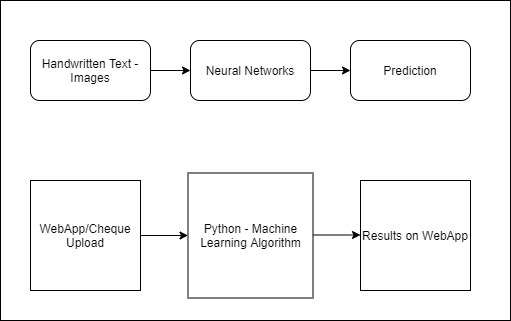 Handwritten Text -
Images
Neural Networks
Prediction
WebApp/Cheque
Upload
Python - Machine
Learning Algorithm
Results on WebApp